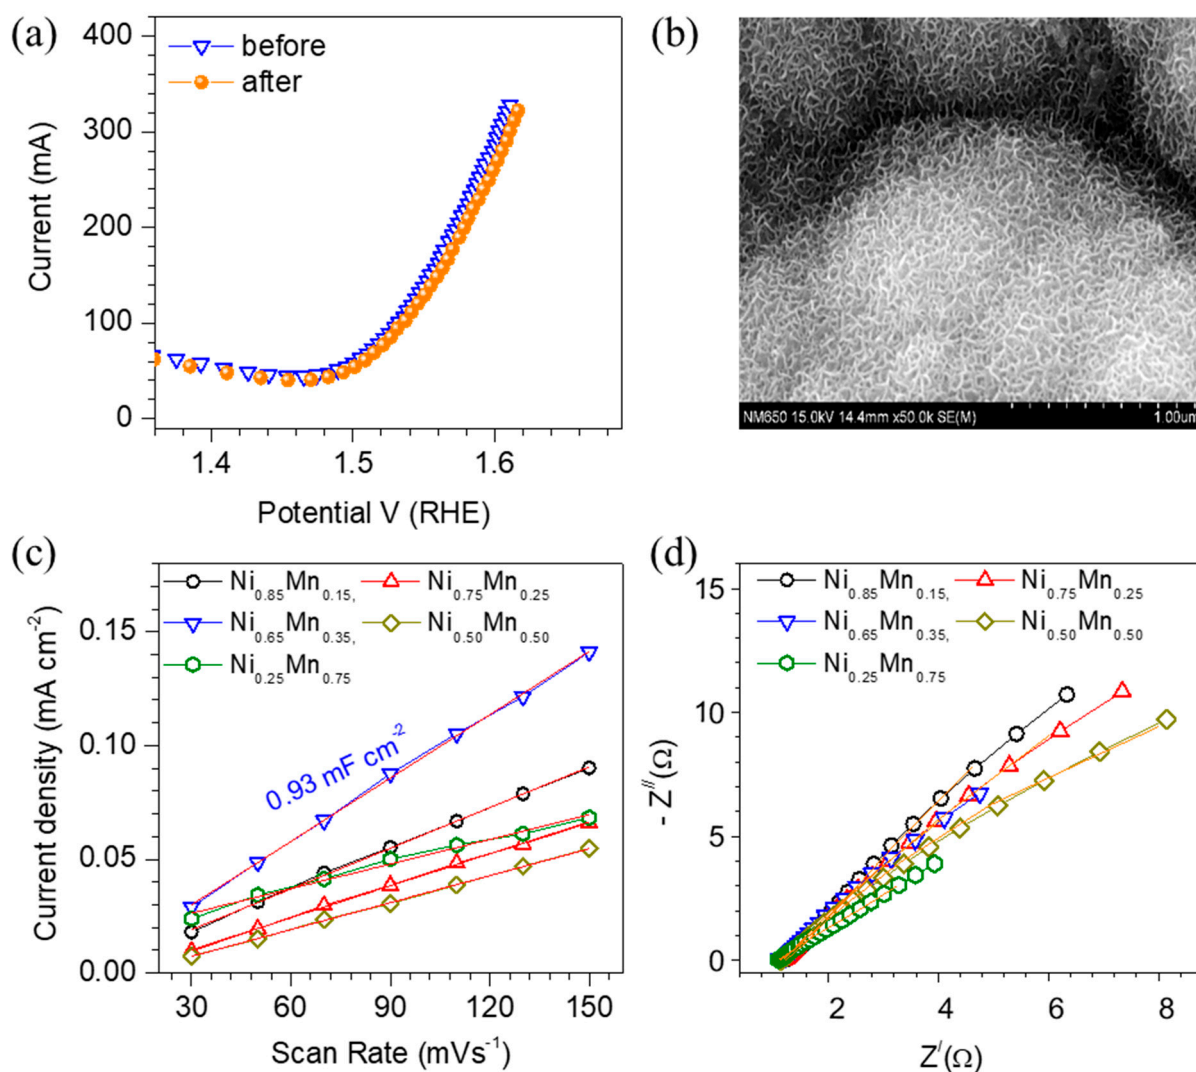 (a)
before
after
400
300
200
100
0
Current (mA)
1.4 1.5 1.6
Potential V (RHE)
(b)
NM650 15.0kV 14.4mm x50.0k SE(M) 1.00um
(c)
Ni0.85Mn0.15, Ni0.75Mn0.25
Ni0.65Mn0.35, Ni0.50Mn0.50
Ni0.25Mn0.75
0.93 mF cm-2
0.15
0.10
0.05
0.00
Current density (mA cm-2)
30 60 90 120 150
Scan Rate (mVs-1)
(d)
Ni0.85Mn0.15, Ni0.75Mn0.25
Ni0.65Mn0.35, Ni0.50Mn0.50
Ni0.25Mn0.75
15
10
5
0
- Z//(Ω)
2 4 6 8
Z/(Ω)